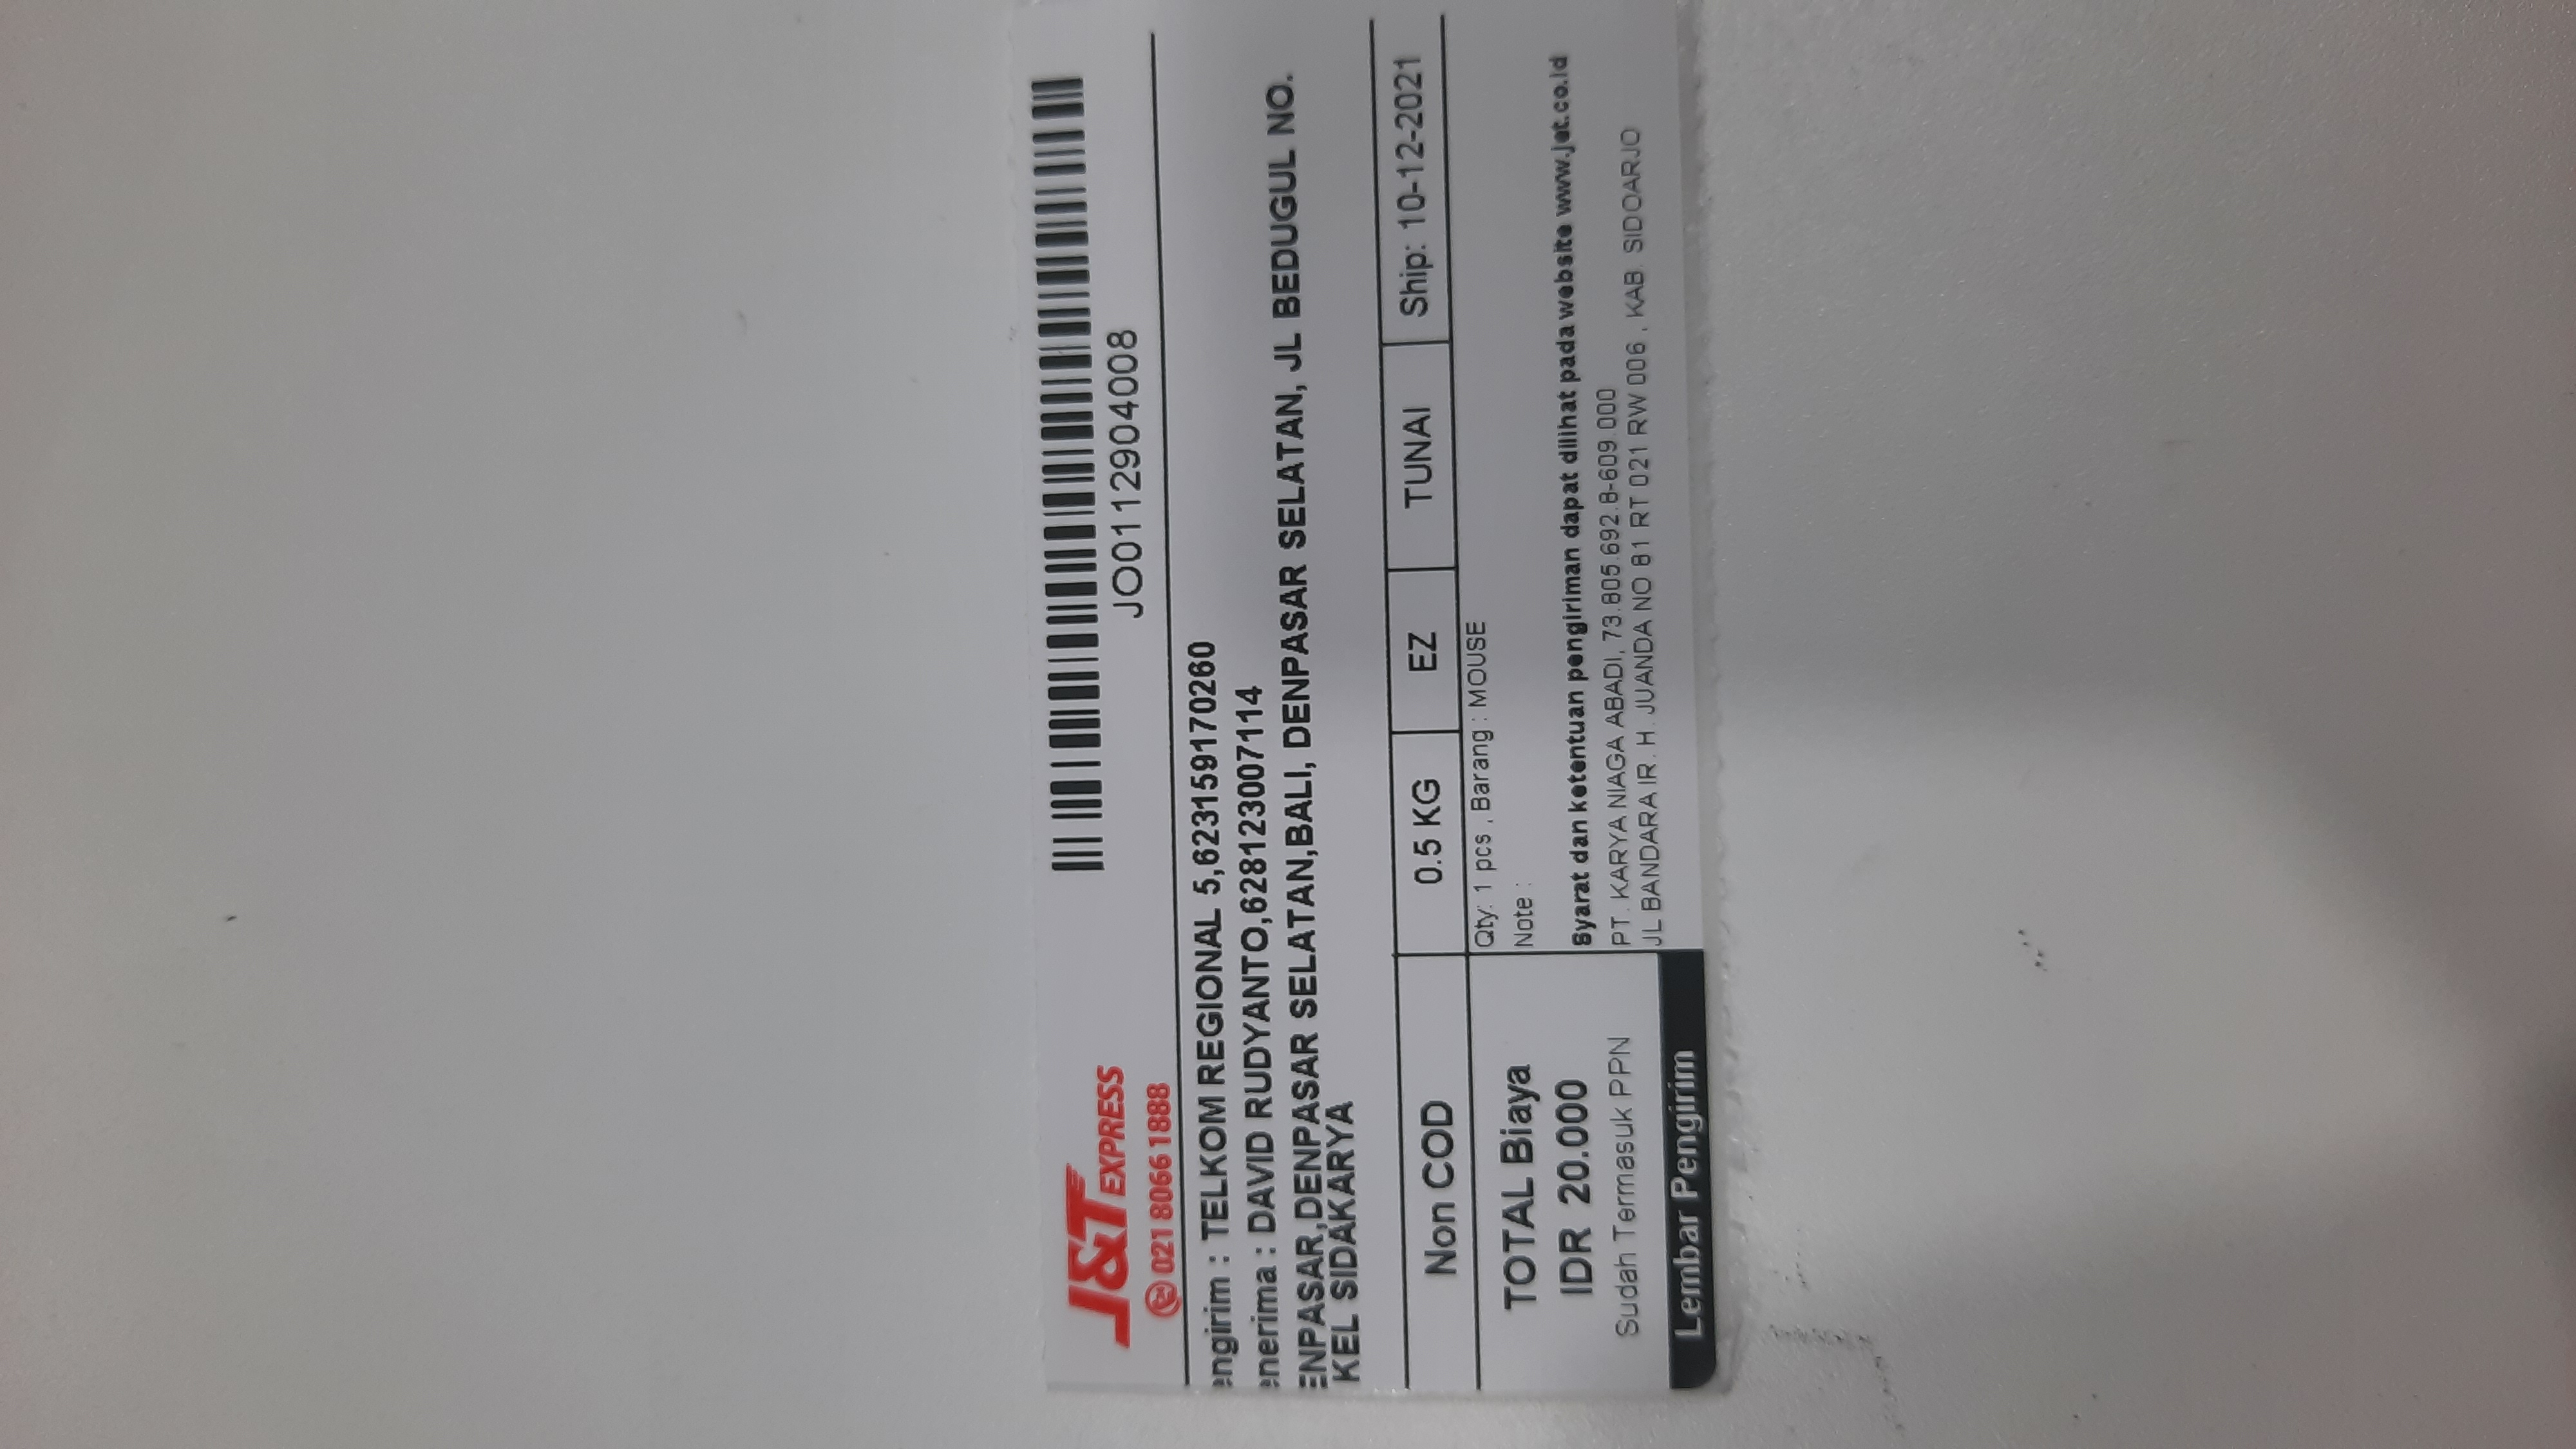 J&T EXPRESS
021 8066 1888
JO0112904008
engirim : TELKOM REGIONAL 5,623159170260
enerima : DAVID RUDYANTO,628123007114
ENPASAR,DENPASAR SELATAN,BALI, DENPASAR SELATAN, JL BEDUGUL NO.
KEL SIDAKARYA
Non COD 0.5 KG EZ TUNAI Ship: 10-12-2021
TOTAL Biaya
IDR 20.000
Sudah Termasuk PPN
Lembar Pengirim
Qty: 1 pcs , Barang : MOUSE
Note :
Syarat dan ketentuan pengiriman dapat dilihat pada website www.jet.co.id
PT. KARYA NIAGA ABADI, 73.805.692.8-609.000
JL BANDARA IR. H. JUANDA NO 81 RT 021 RW 006 , KAB. SIDOARJO